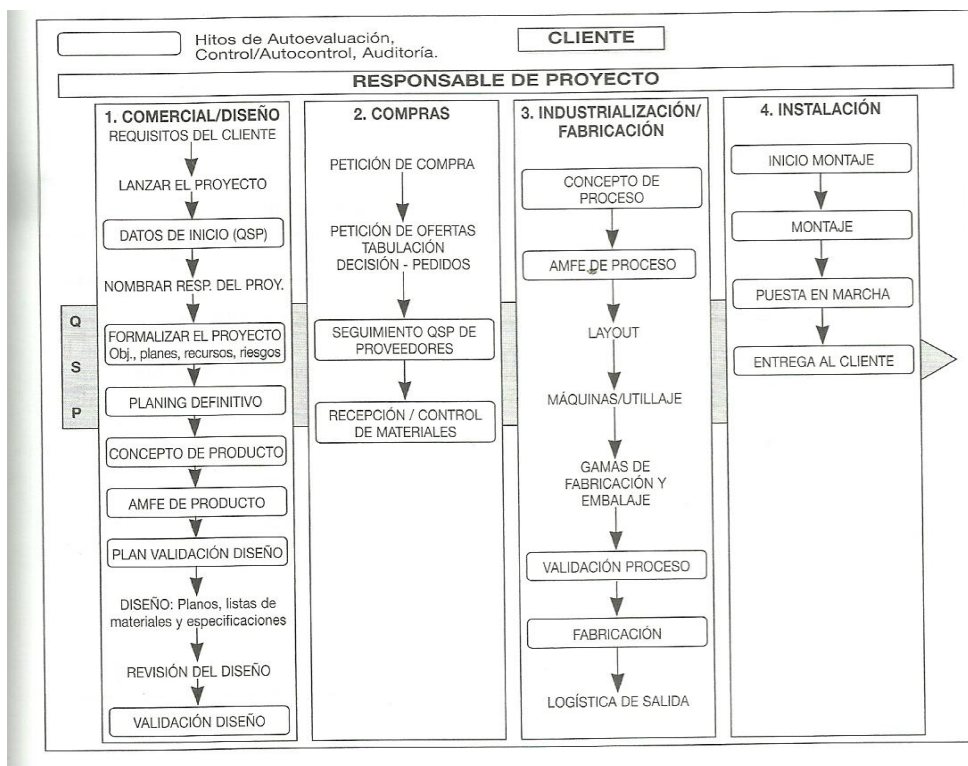 Hitos de Autoevaluación,
Control/Autocontrol, Auditoría.
CLIENTE
RESPONSABLE DE PROYECTO
1. COMERCIAL/DISEÑO
REQUISITOS DEL CLIENTE
LANZAR EL PROYECTO
DATOS DE INICIO (QSP)
NOMBRAR RESP. DEL PROY.
FORMALIZAR EL PROYECTO
Obj., planes, recursos, riesgos
PLANING DEFINITIVO
CONCEPTO DE PRODUCTO
AMFE DE PRODUCTO
PLAN VALIDACIÓN DISEÑO
DISEÑO: Planos, listas de
materiales y especificaciones
REVISIÓN DEL DISEÑO
VALIDACIÓN DISEÑO
2. COMPRAS
PETICIÓN DE COMPRA
PETICIÓN DE OFERTAS
TABULACIÓN
DECISIÓN - PEDIDOS
SEGUIMIENTO QSP DE
PROVEEDORES
RECEPCIÓN / CONTROL
DE MATERIALES
3. INDUSTRIALIZACIÓN/
FABRICACIÓN
CONCEPTO DE
PROCESO
AMFE DE PROCESO
LAYOUT
MÁQUINAS/UTILLAJE
GAMAS DE
FABRICACIÓN Y
EMBALAJE
VALIDACIÓN PROCESO
FABRICACIÓN
LOGÍSTICA DE SALIDA
4. INSTALACIÓN
INICIO MONTAJE
MONTAJE
PUESTA EN MARCHA
ENTREGA AL CLIENTE
Q
S
P